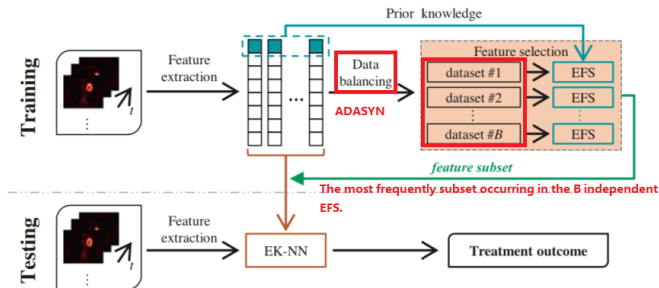 Prior knowledge
Training
Feature
extraction
t
⋮
...
Data
balancing
ADASYN
Feature selection
dataset #1
EFS
dataset #2
EFS
⋮
⋮
dataset #B
EFS
feature subset
The most frequently subset occurring in the B independent
EFS.
Testing
Feature
extraction
t
⋮
EK-NN
Treatment outcome